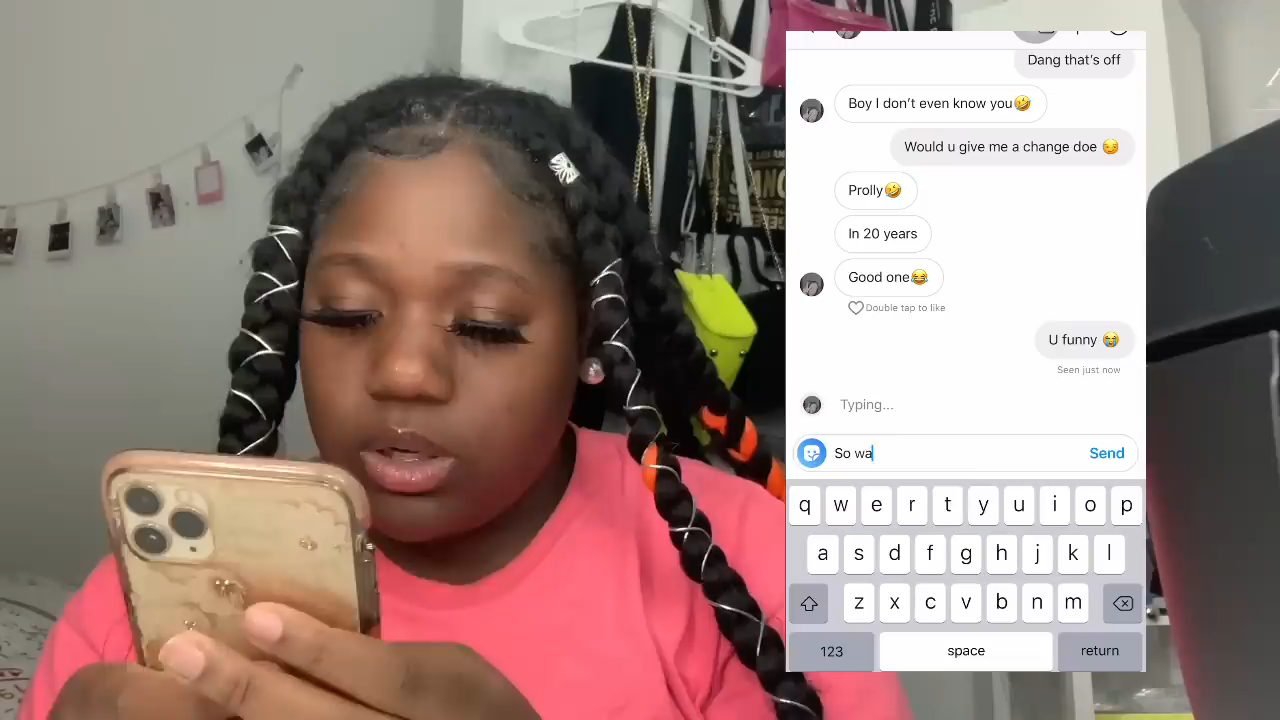 Dang that's off
Boy I don't even know you🤣
Would u give me a change doe 😏
Prolly🤣
In 20 years
Good one😂
Double tap to like
U funny 😭
Seen just now
Typing...
So wa
Send
q w e r t y u i o p
a s d f g h j k l
z x c v b n m
123 space return